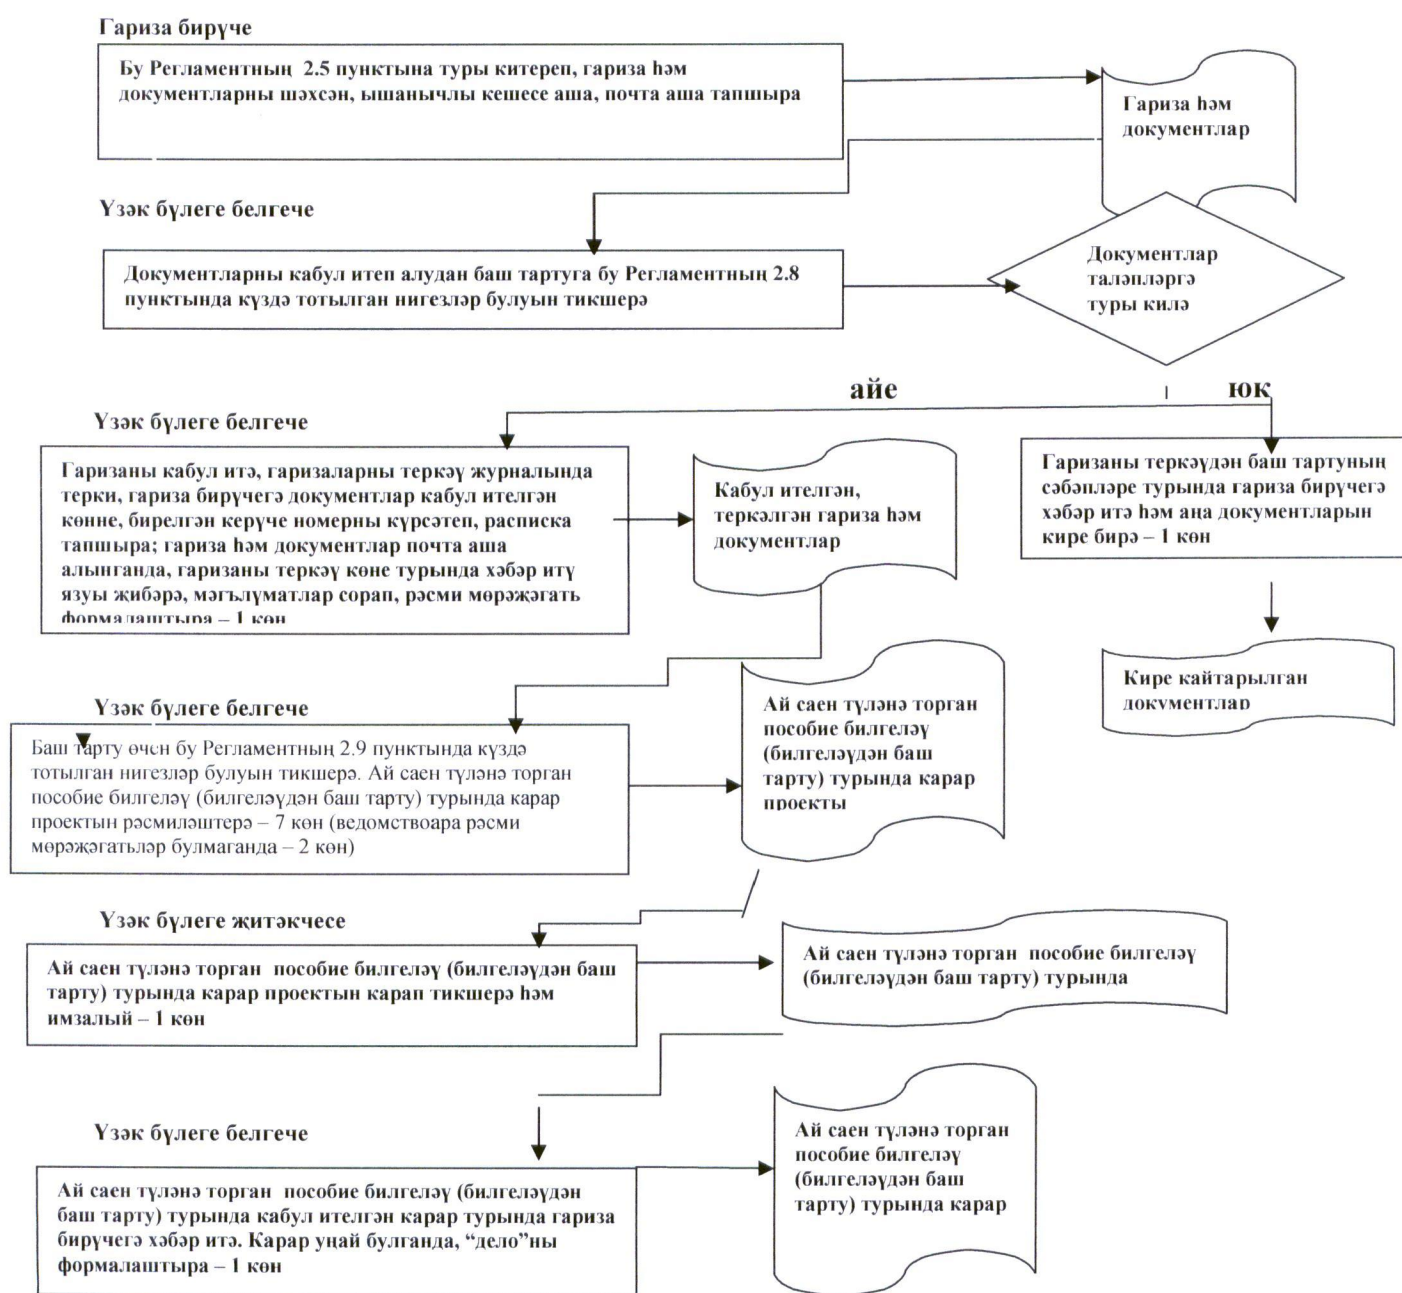 Гариза бирүче
Бу Регламентның 2.5 пунктына туры китереп, гариза һәм
документларны шәхсән, ышанычлы кешесе аша, почта аша тапшыра
Гариза һәм
документлар
Үзәк бүлеге белгече
Документларны кабул итеп алудан баш тартуга бу Регламентның 2.8
пунктында күздә тотылган нигезләр булуын тикшерә
Документлар
таләпләргә
туры килә
айе
юк
Үзәк бүлеге белгече
Гаризаны кабул итә, гаризаларны теркәү журналында
терки, гариза бирүчегә документлар кабул ителгән
көнне, бирелгән керүче номерны күрсәтеп, расписка
тапшыра; гариза һәм документлар почта аша
алынганда, гаризаны теркәү көне турында хәбәр итү
язуы җибәрә, мәгълүматлар сорап, рәсми мөрәҗәгать
формалаштыра – 1 көн
Кабул ителгән,
теркәлгән гариза һәм
документлар
Гаризаны теркәүдән баш тартуның
сәбәпләре турында гариза бирүчегә
хәбәр итә һәм аңа документларын
кире бирә – 1 көн
Кире кайтарылган
документлар
Үзәк бүлеге белгече
Баш тарту өчен бу Регламентның 2.9 пунктында күздә
тотылган нигезләр булуын тикшерә. Ай саен түләнә торган
пособие билгеләү (билгеләүдән баш тарту) турында карар
проектын рәсмиләштерә – 7 көн (ведомствоара рәсми
мөрәҗәгатьләр булмаганда – 2 көн)
Ай саен түләнә торган
пособие билгеләү
(билгеләүдән баш
тарту) турында карар
проекты
Үзәк бүлеге җитәкчесе
Ай саен түләнә торган пособие билгеләү (билгеләүдән баш
тарту) турында карар проектын карап тикшерә һәм
имзалый – 1 көн
Ай саен түләнә торган пособие билгеләү
(билгеләүдән баш тарту) турында
Үзәк бүлеге белгече
Ай саен түләнә торган пособие билгеләү (билгеләүдән
баш тарту) турында кабул ителгән карар турында гариза
бирүчегә хәбәр итә. Карар уңай булганда, “дело”ны
формалаштыра – 1 көн
Ай саен түләнә торган
пособие билгеләү
(билгеләүдән баш
тарту) турында карар